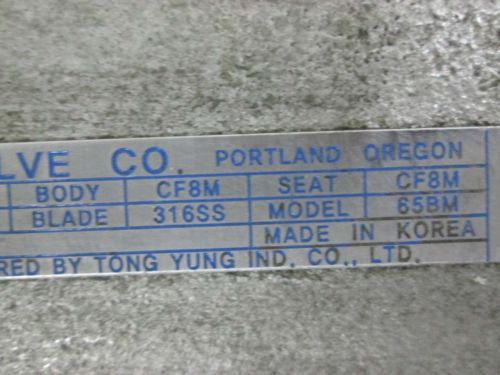 LVE CO. PORTLAND OREGON
BODY CF8M SEAT CF8M
BLADE 316SS MODEL 65BM
MADE IN KOREA
RED BY TONG YUNG IND. CO., LTD.